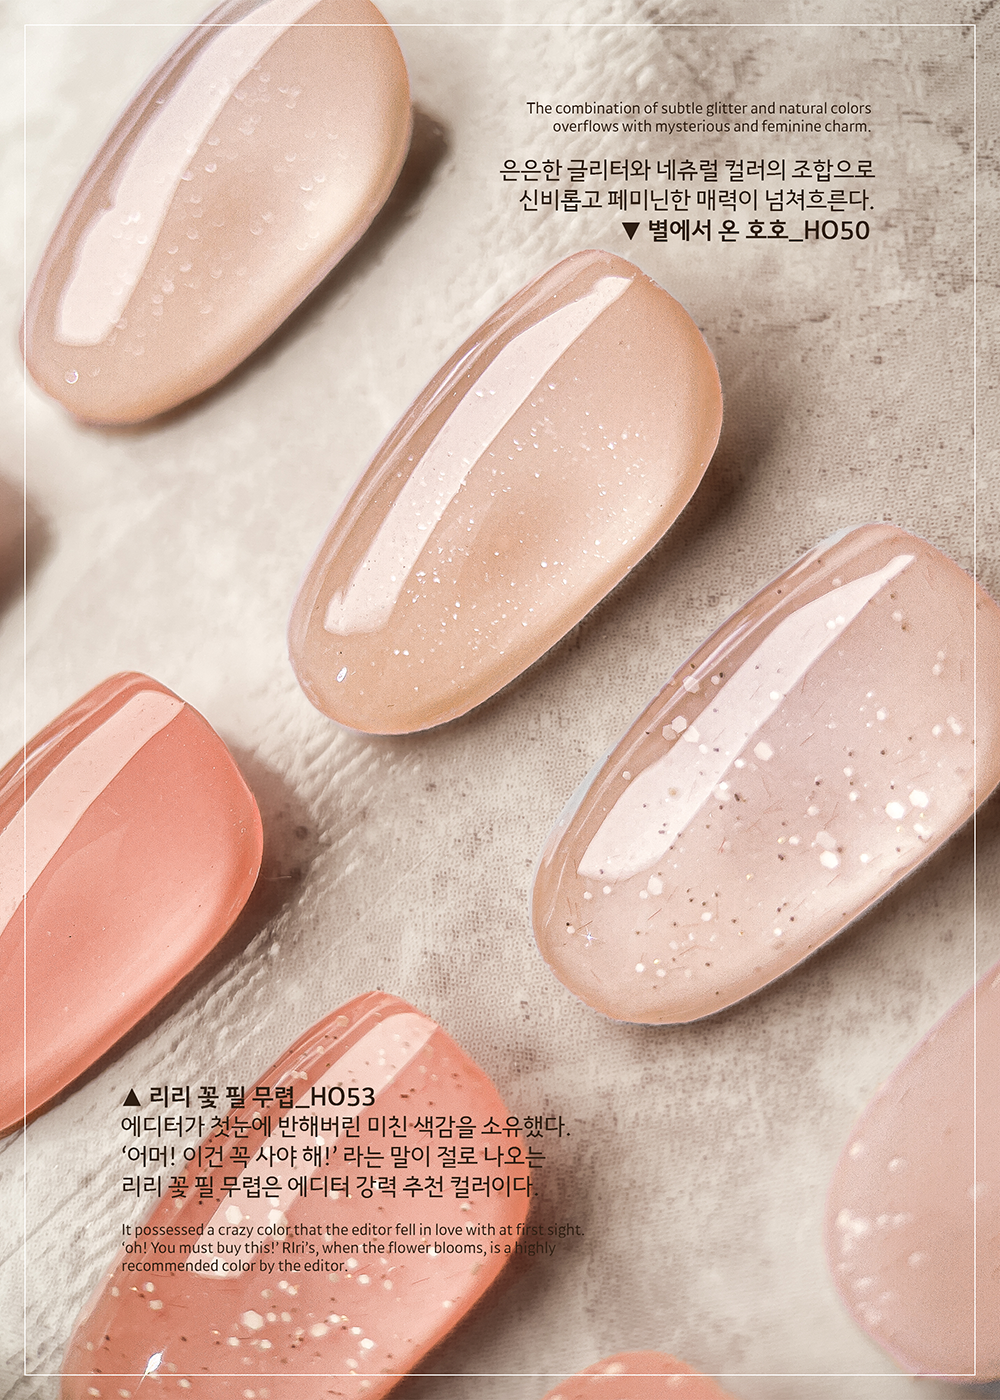 The combination of subtle glitter and natural colors
overflows with mysterious and feminine charm.
은은한 글리터와 네츄럴 컬러의 조합으로
신비롭고 페미닌한 매력이 넘쳐흐른다.
▼ 별에서 온 호호_HO50
▲ 리리 꽃 필 무렵_HO53
에디터가 첫눈에 반해버린 미친 색감을 소유했다.
‘어머! 이건 꼭 사야 해!’ 라는 말이 절로 나오는
리리 꽃 필 무렵은 에디터 강력 추천 컬러이다.
It possessed a crazy color that the editor fell in love with at first sight.
‘oh! You must buy this!’ RIri’s, when the flower blooms, is a highly
recommended color by the editor.